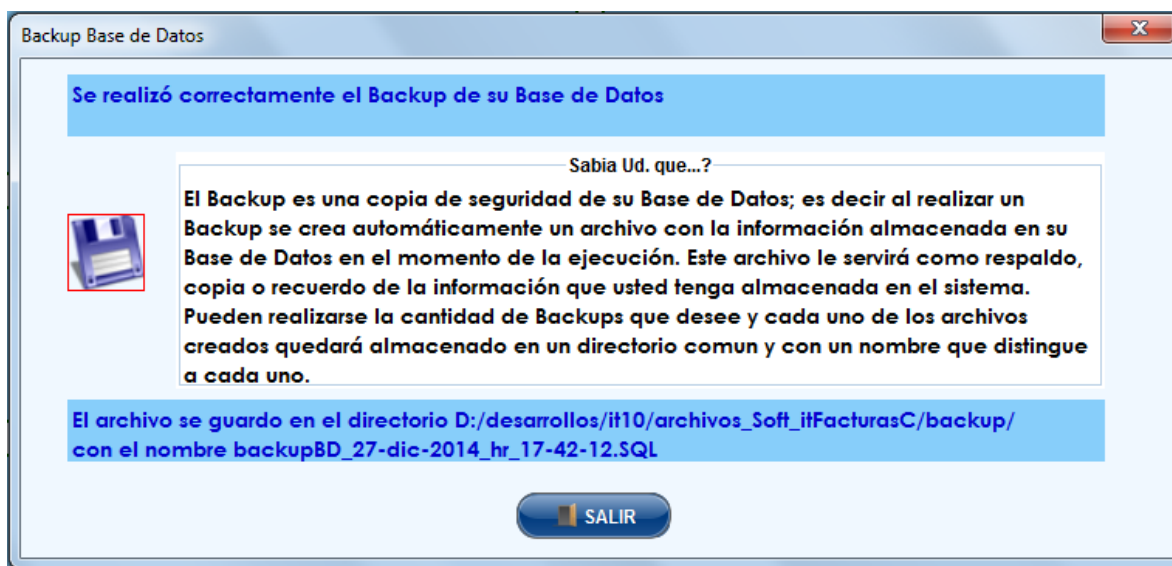 Backup Base de Datos
Se realizó correctamente el Backup de su Base de Datos
Sabia Ud. que...?
El Backup es una copia de seguridad de su Base de Datos; es decir al realizar un
Backup se crea automáticamente un archivo con la información almacenada en su
Base de Datos en el momento de la ejecución. Este archivo le servirá como respaldo,
copia o recuerdo de la información que usted tenga almacenada en el sistema.
Pueden realizarse la cantidad de Backups que desee y cada uno de los archivos
creados quedará almacenado en un directorio comun y con un nombre que distingue
a cada uno.
El archivo se guardo en el directorio D:/desarrollos/it10/archivos_Soft_itFacturasC/backup/
con el nombre backupBD_27-dic-2014_hr_17-42-12.SQL
SALIR